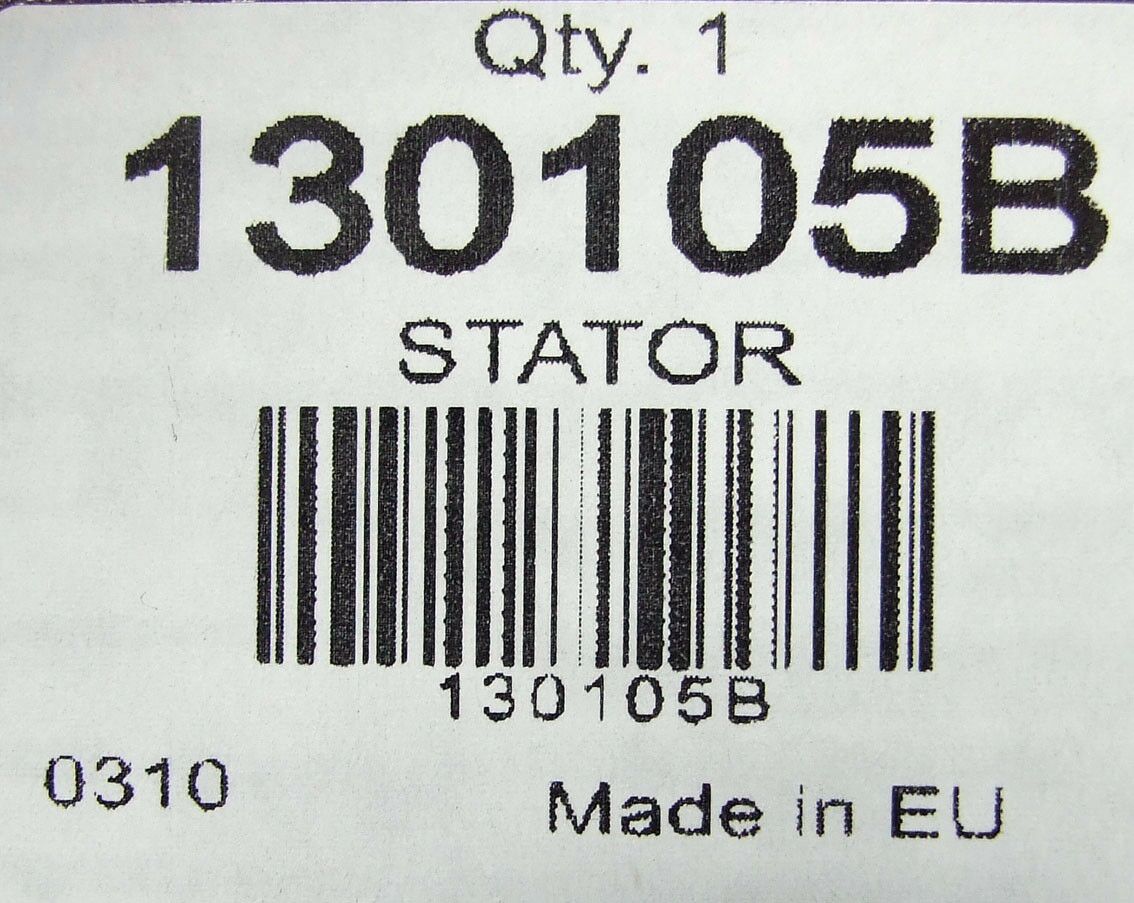 Qty. 1
130105B
STATOR
130105B
0310
Made in EU